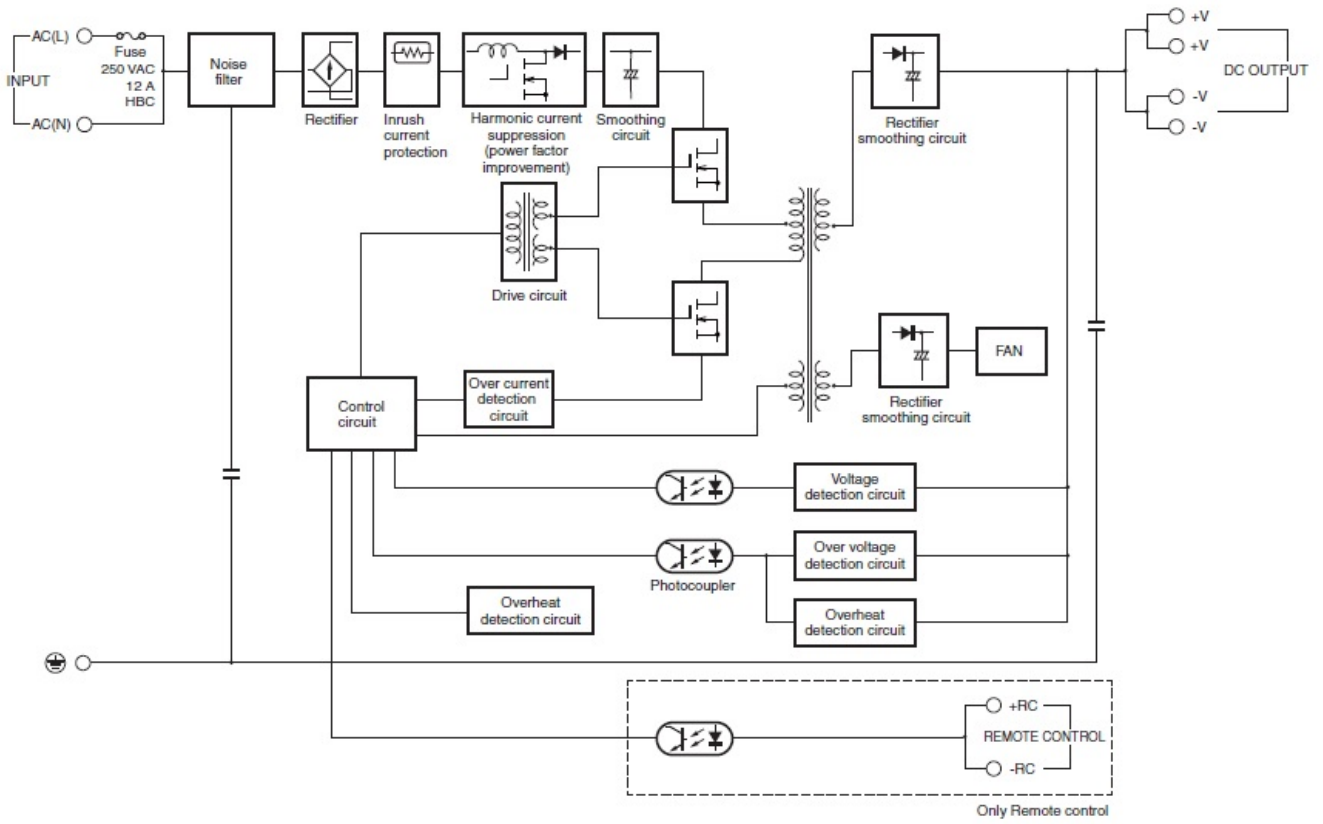 AC(L)
Fuse
250 VAC
12 A
HBC
INPUT
AC(N)
Noise
filter
Rectifier
Inrush
current
protection
Harmonic current
suppression
(power factor
improvement)
Smoothing
circuit
Rectifier
smoothing circuit
+V
+V
DC OUTPUT
-V
-V
Drive circuit
Control
circuit
Over current
detection
circuit
Rectifier
smoothing circuit
FAN
Voltage
detection circuit
Over voltage
detection circuit
Photocoupler
Overheat
detection circuit
Overheat
detection circuit
+RC
REMOTE CONTROL
-RC
Only Remote control